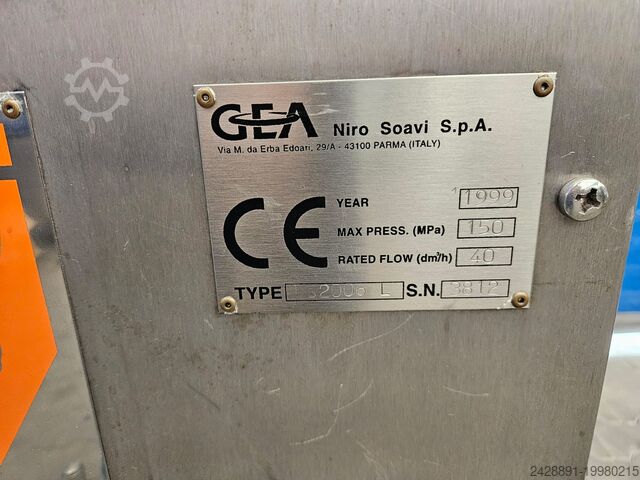 GEA Niro Soavi S.p.A.
Via M. da Erba Edoari, 29/A - 43100 PARMA (ITALY)
CE
YEAR 1999
MAX PRESS. (MPa) 150
RATED FLOW (dm³/h) 40
TYPE L S.N. 3812
2428891-19980215